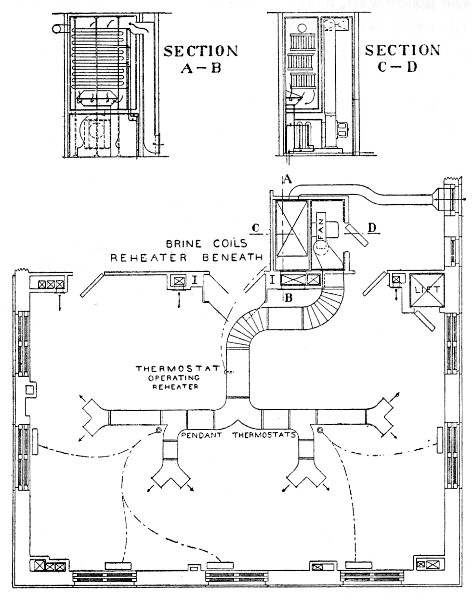 SECTION
A-B
SECTION
C-D
A
C
FAN
D
BRINE COILS
REHEATER BENEATH
I
I
B
LIFT
THERMOSTAT
OPERATING
REHEATER
PENDANT THERMOSTATS